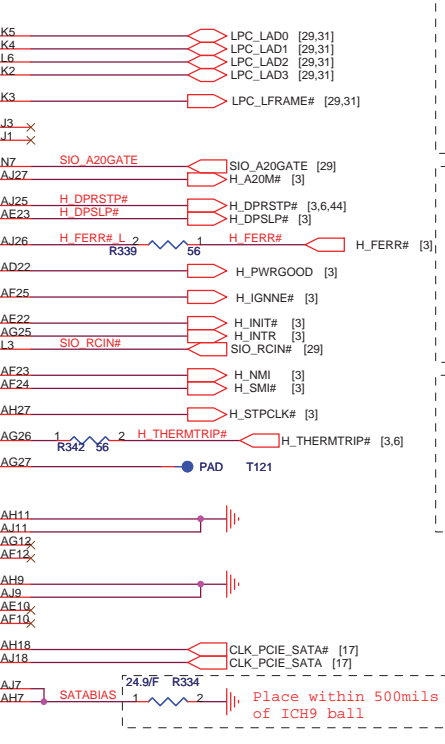 K5 LPC_LAD0 [29,31]
K4 LPC_LAD1 [29,31]
L6 LPC_LAD2 [29,31]
K2 LPC_LAD3 [29,31]
K3 LPC_LFRAME# [29,31]
J3
J1
N7 SIO_A20GATE SIO_A20GATE [29]
AJ27 H_A20M# [3]
AJ25 H_DPRSTP# H_DPRSTP# [3,6,44]
AE23 H_DPSLP# H_DPSLP# [3]
AJ26 H_FERR#_L 2 1 H_FERR# H_FERR# [3]
R339 56
AD22 H_PWRGOOD [3]
AF25 H_IGNNE# [3]
AE22 H_INIT# [3]
AG25 H_INTR [3]
L3 SIO_RCIN# SIO_RCIN# [29]
AF23 H_NMI [3]
AF24 H_SMI# [3]
AH27 H_STPCLK# [3]
AG26 1 2 H_THERMTRIP# H_THERMTRIP# [3,6]
R342 56
AG27 PAD T121
AH11
AJ11
AG12
AF12
AH9
AJ9
AE10
AF10
AH18 CLK_PCIE_SATA# [17]
AJ18 CLK_PCIE_SATA [17]
24.9/F R334
AJ7
AH7 SATABIAS 1 2 Place within 500mils
of ICH9 ball